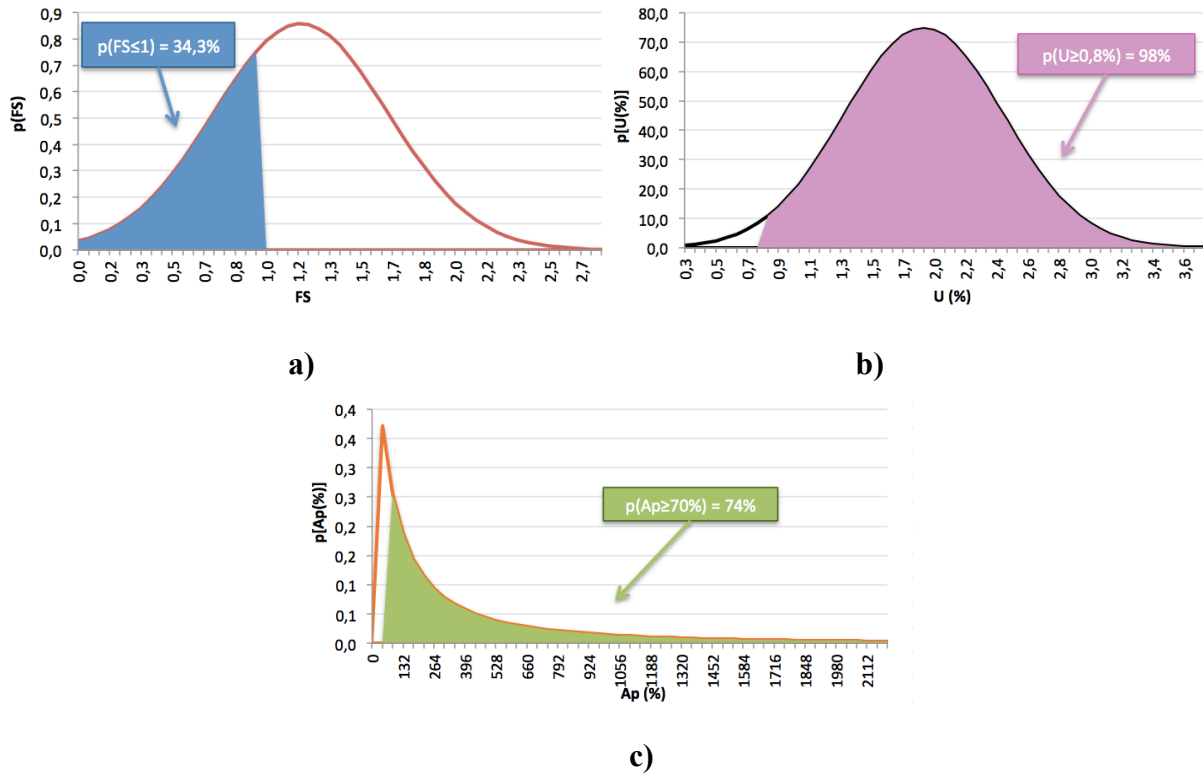 0,9
0,8
0,7
0,6
0,5
0,4
0,3
0,2
0,1
0,0
p(FS)
p(FS≤1) = 34,3%
0,0 0,2 0,3 0,5 0,7 0,8 1,0 1,2 1,3 1,5 1,7 1,8 2,0 2,2 2,3 2,5 2,7
FS
a)
80,0
70,0
60,0
50,0
40,0
30,0
20,0
10,0
0,0
p[U(%)]
p(U≥0,8%) = 98%
0,3 0,5 0,7 0,9 1,1 1,3 1,5 1,7 2,0 2,2 2,4 2,6 2,8 3,0 3,2 3,4 3,6
U (%)
b)
0,4
0,4
0,3
0,3
0,2
0,2
0,1
0,1
0,0
p[Ap(%)]
p(Ap≥70%) = 74%
0 132 264 396 528 660 792 924 1056 1188 1320 1452 1584 1716 1848 1980 2112
Ap (%)
c)